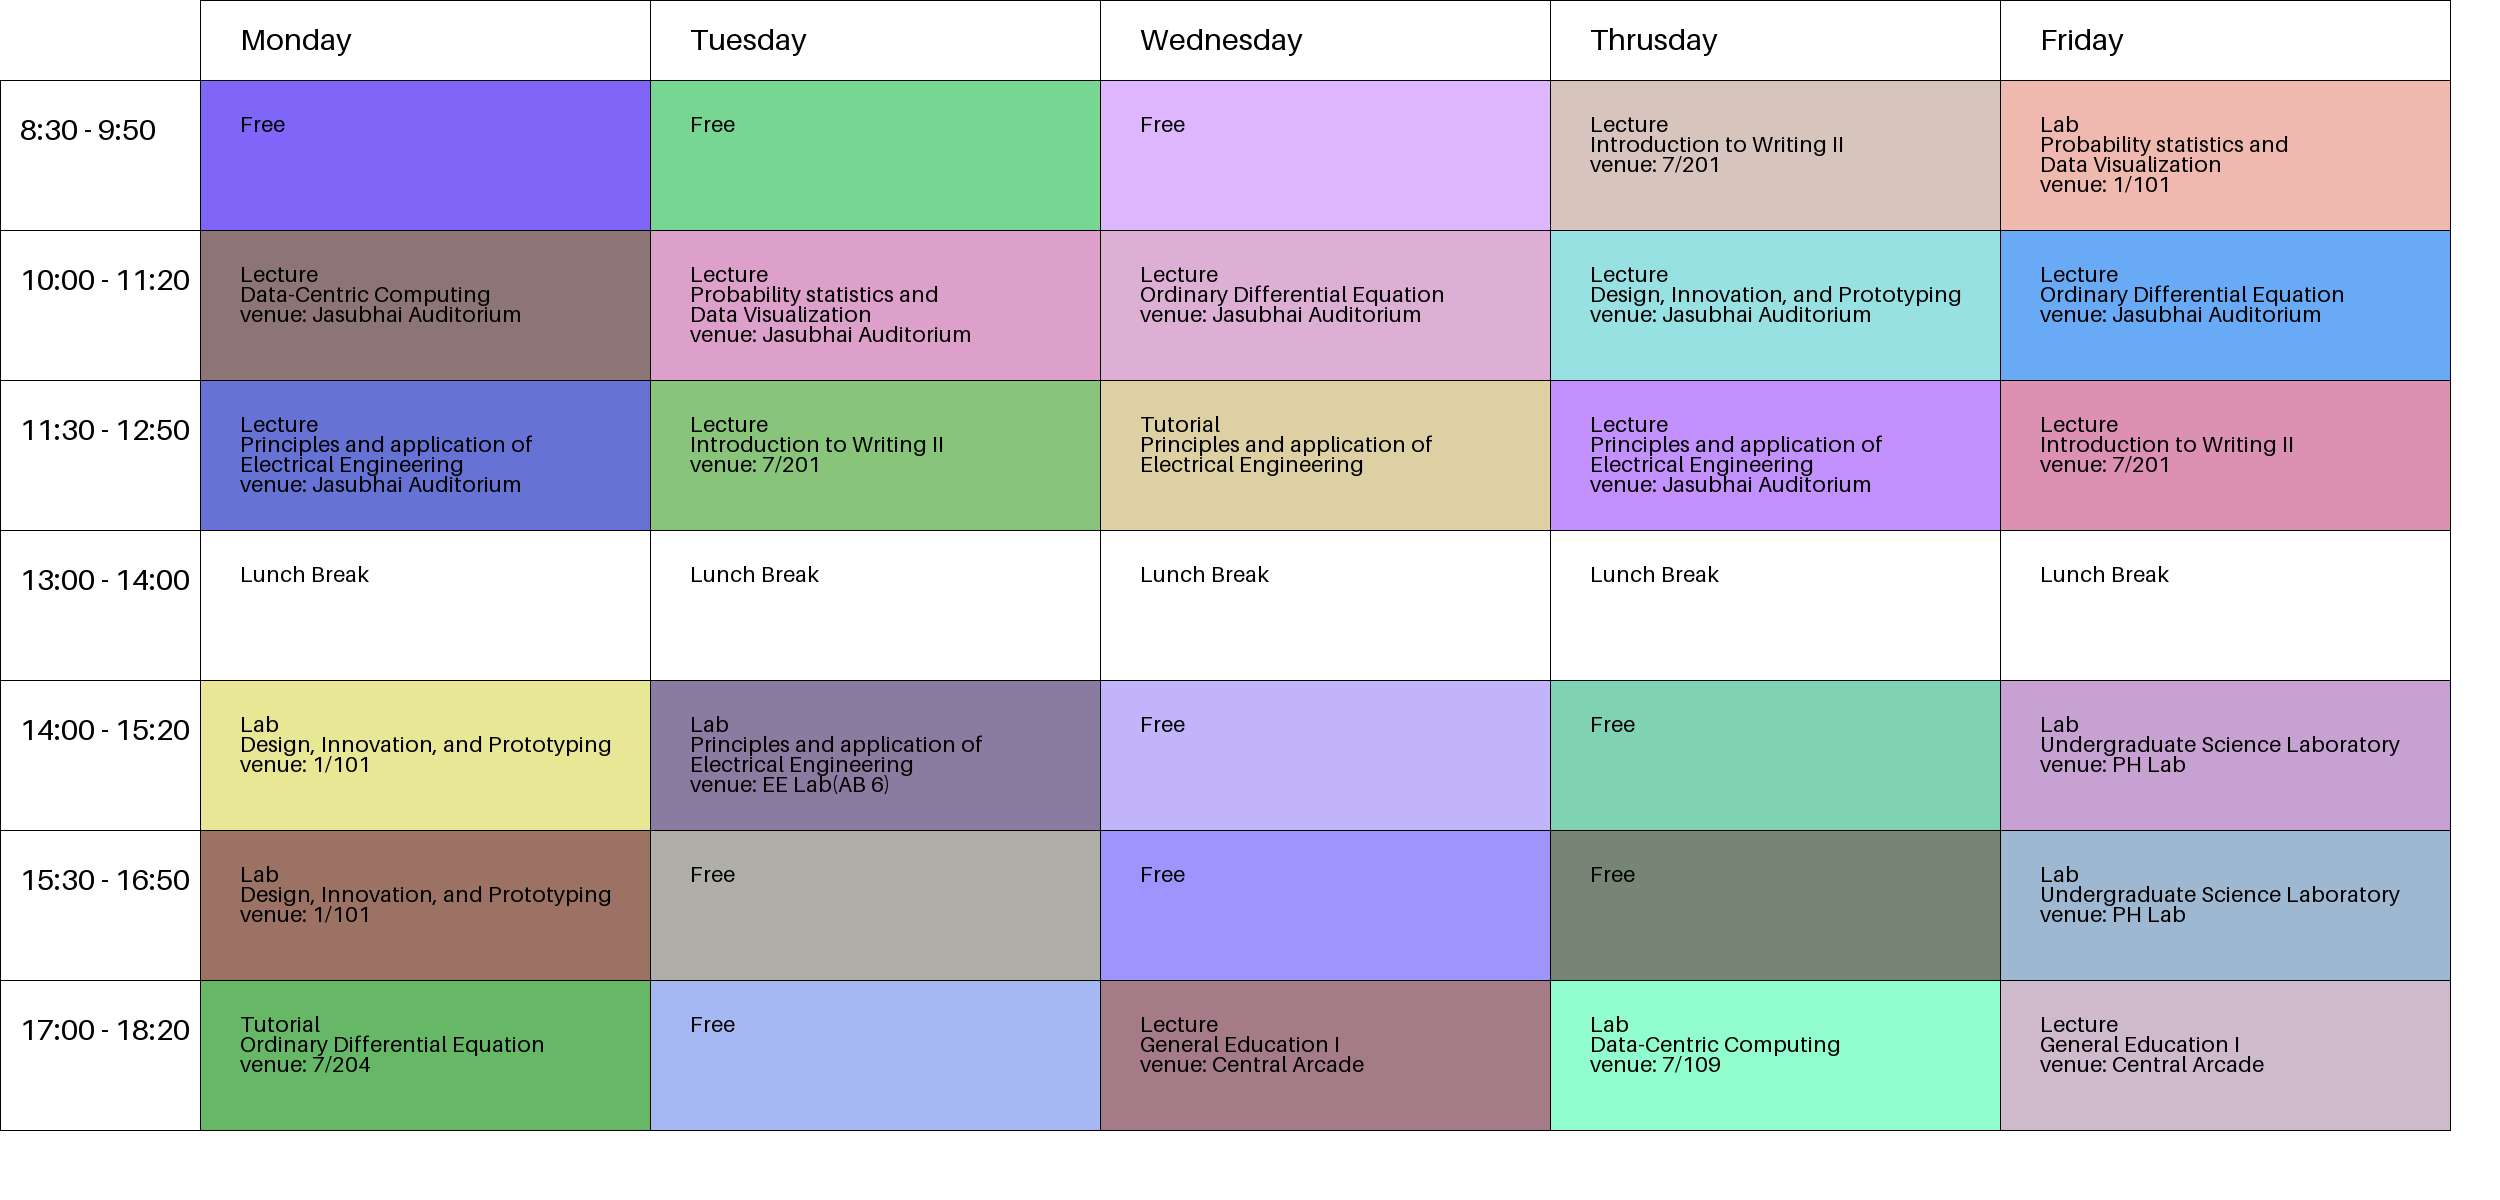 Monday
Tuesday
Wednesday
Thrusday
Friday
8:30 - 9:50
Free
Free
Free
Lecture
Introduction to Writing II
venue: 7/201
Lab
Probability statistics and
Data Visualization
venue: 1/101
10:00 - 11:20
Lecture
Data-Centric Computing
venue: Jasubhai Auditorium
Lecture
Probability statistics and
Data Visualization
venue: Jasubhai Auditorium
Lecture
Ordinary Differential Equation
venue: Jasubhai Auditorium
Lecture
Design, Innovation, and Prototyping
venue: Jasubhai Auditorium
Lecture
Ordinary Differential Equation
venue: Jasubhai Auditorium
11:30 - 12:50
Lecture
Principles and application of
Electrical Engineering
venue: Jasubhai Auditorium
Lecture
Introduction to Writing II
venue: 7/201
Tutorial
Principles and application of
Electrical Engineering
Lecture
Principles and application of
Electrical Engineering
venue: Jasubhai Auditorium
Lecture
Introduction to Writing II
venue: 7/201
13:00 - 14:00
Lunch Break
Lunch Break
Lunch Break
Lunch Break
Lunch Break
14:00 - 15:20
Lab
Design, Innovation, and Prototyping
venue: 1/101
Lab
Principles and application of
Electrical Engineering
venue: EE Lab(AB 6)
Free
Free
Lab
Undergraduate Science Laboratory
venue: PH Lab
15:30 - 16:50
Lab
Design, Innovation, and Prototyping
venue: 1/101
Free
Free
Free
Lab
Undergraduate Science Laboratory
venue: PH Lab
17:00 - 18:20
Tutorial
Ordinary Differential Equation
venue: 7/204
Free
Lecture
General Education I
venue: Central Arcade
Lab
Data-Centric Computing
venue: 7/109
Lecture
General Education I
venue: Central Arcade